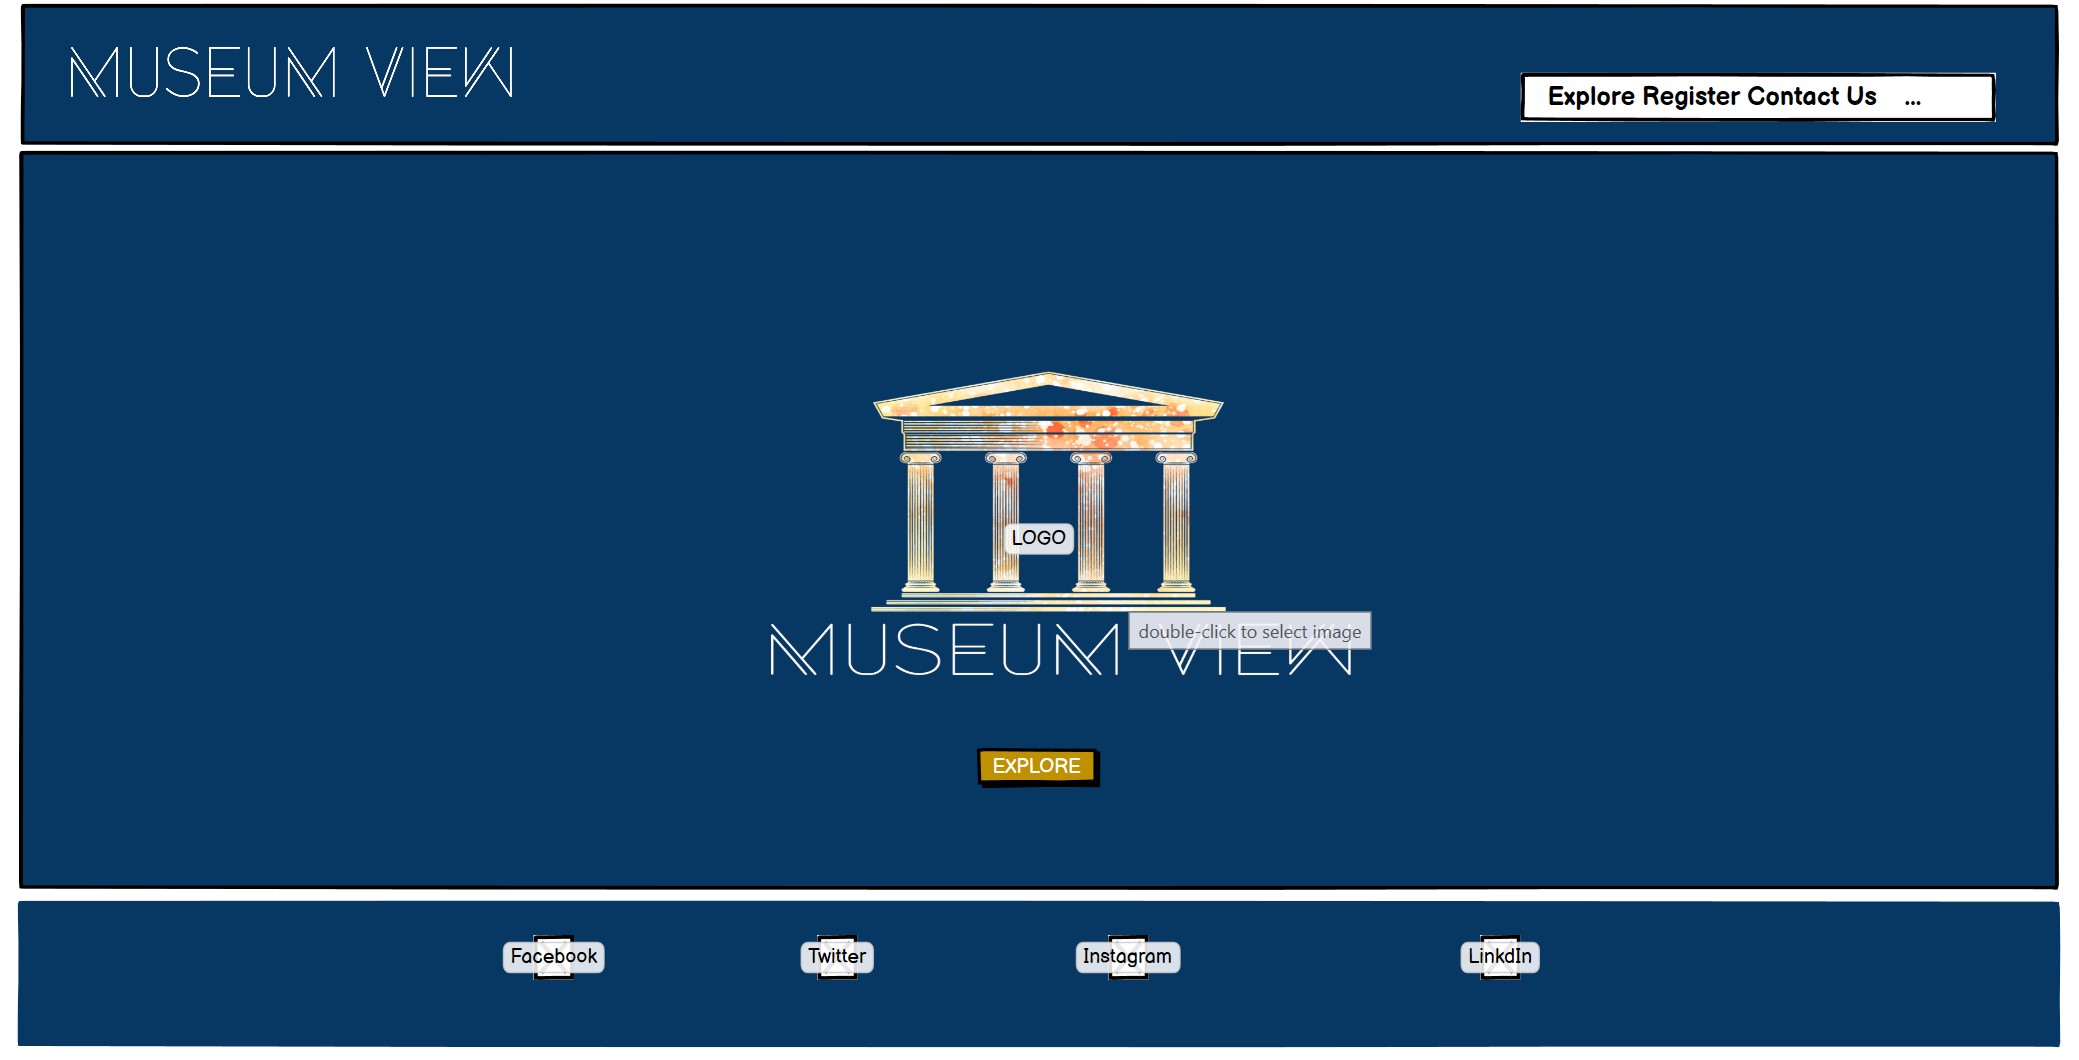 MUSEUM VIEW
Explore Register Contact Us ...
LOGO
double-click to select image
MUSEUM VIEW
EXPLORE
Facebook Twitter Instagram LinkdIn